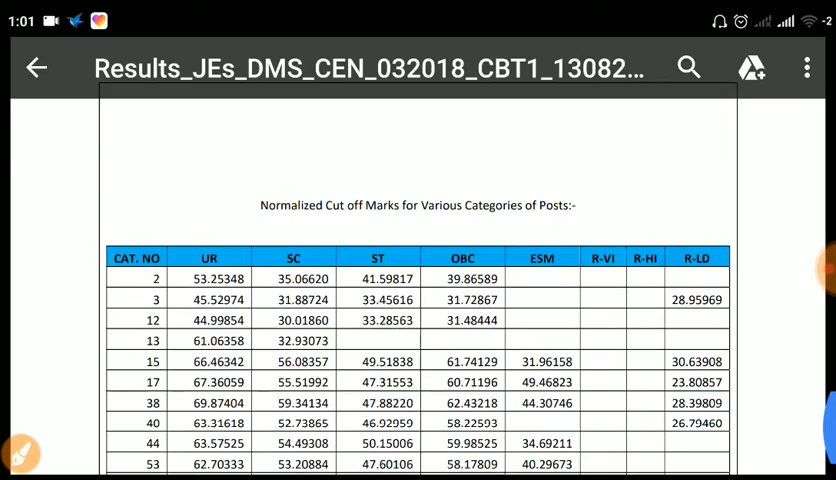 1:01 -2
Results_JEs_DMS_CEN_032018_CBT1_13082...
Normalized Cut off Marks for Various Categories of Posts:-
CAT. NO UR SC ST OBC ESM R-VI R-HI R-LD
2 53.25348 35.06620 41.59817 39.86589
3 45.52974 31.88724 33.45616 31.72867 28.95969
12 44.99854 30.01860 33.28563 31.48444
13 61.06358 32.93073
15 66.46342 56.08357 49.51838 61.74129 31.96158 30.63908
17 67.36059 55.51992 47.31553 60.71196 49.46823 23.80857
38 69.87404 59.34134 47.88220 62.43218 44.30746 28.39809
40 63.31618 52.73865 46.92959 58.22593 26.79460
44 63.57525 54.49308 50.15006 59.98525 34.69211
53 62.70333 53.20884 47.60106 58.17809 40.29673